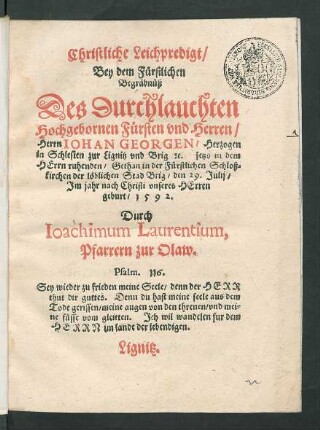 Christliche Leichpredigt/
Bey dem Fürstlichen
Begräbnüß
Des Durchlauchten
Hochgebornen Fürsten vnd Herren/
Herrn IOHAN GEORGEN/ Hertzogen
in Schlesien zur Lignitz vnd Brig ꝛc. jetzo in dem
HErrn ruhenden/ Gethan in der Fürstlichen Schloß-
kirchen der löblichen Stad Brig/ den 29. Julij/
Im jahr nach Christi vnseres HErren
geburt/ 1592.
Durch
Ioachimum Laurentium,
Pfarrern zur Olaw.
Psalm. 116.
Sey wieder zu frieden meine Seele/ denn der HERR
thut dir guttes. Denn du hast meine seele aus dem
Tode gerissen/ meine augen von den threnen/ vnd mei-
ne füsse vom gleitten. Ich wil wandelen fur dem
HERRN im lande der lebendigen.
Lignitz.